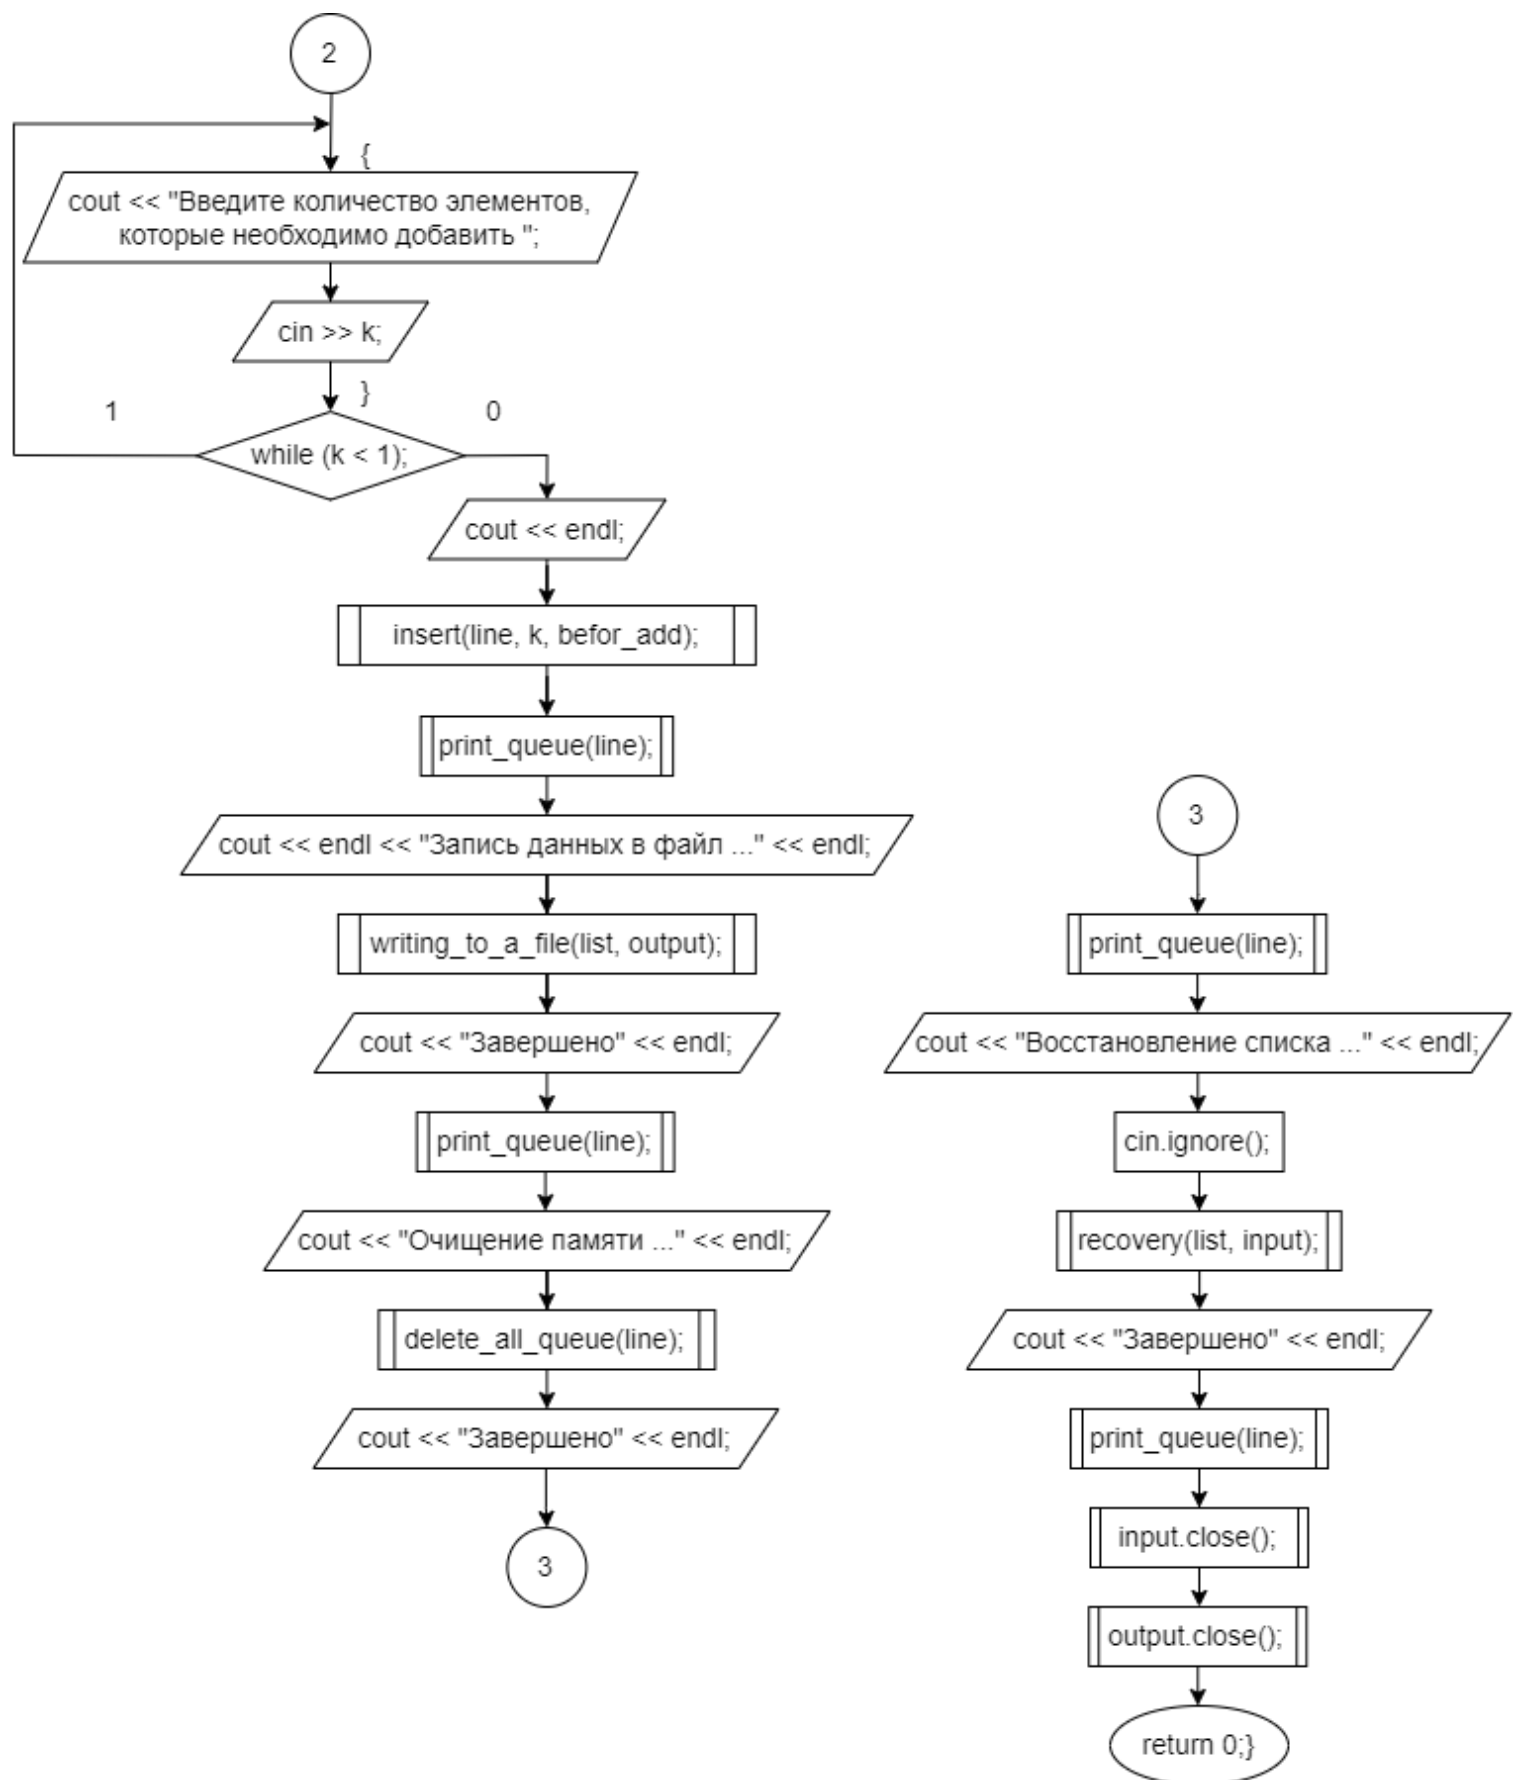 2
{
cout << "Введите количество элементов,
которые необходимо добавить ";
cin >> k;
}
1
0
while (k < 1);
cout << endl;
insert(line, k, befor_add);
print_queue(line);
cout << endl << "Запись данных в файл ..." << endl;
writing_to_a_file(list, output);
cout << "Завершено" << endl;
print_queue(line);
cout << "Очищение памяти ..." << endl;
delete_all_queue(line);
cout << "Завершено" << endl;
3
3
print_queue(line);
cout << "Восстановление списка ..." << endl;
cin.ignore();
recovery(list, input);
cout << "Завершено" << endl;
print_queue(line);
input.close();
output.close();
return 0;}